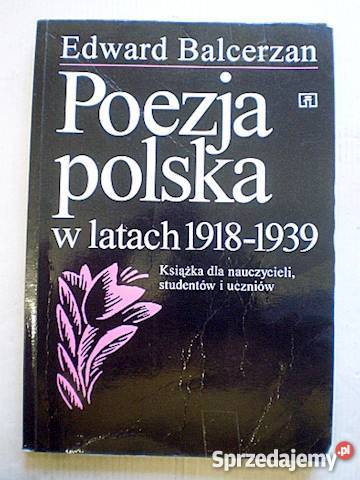 Edward Balcerzan
Poezja
polska
w latach 1918-1939
Książka dla nauczycieli,
studentów i uczniów
Sprzedajemy
.pl